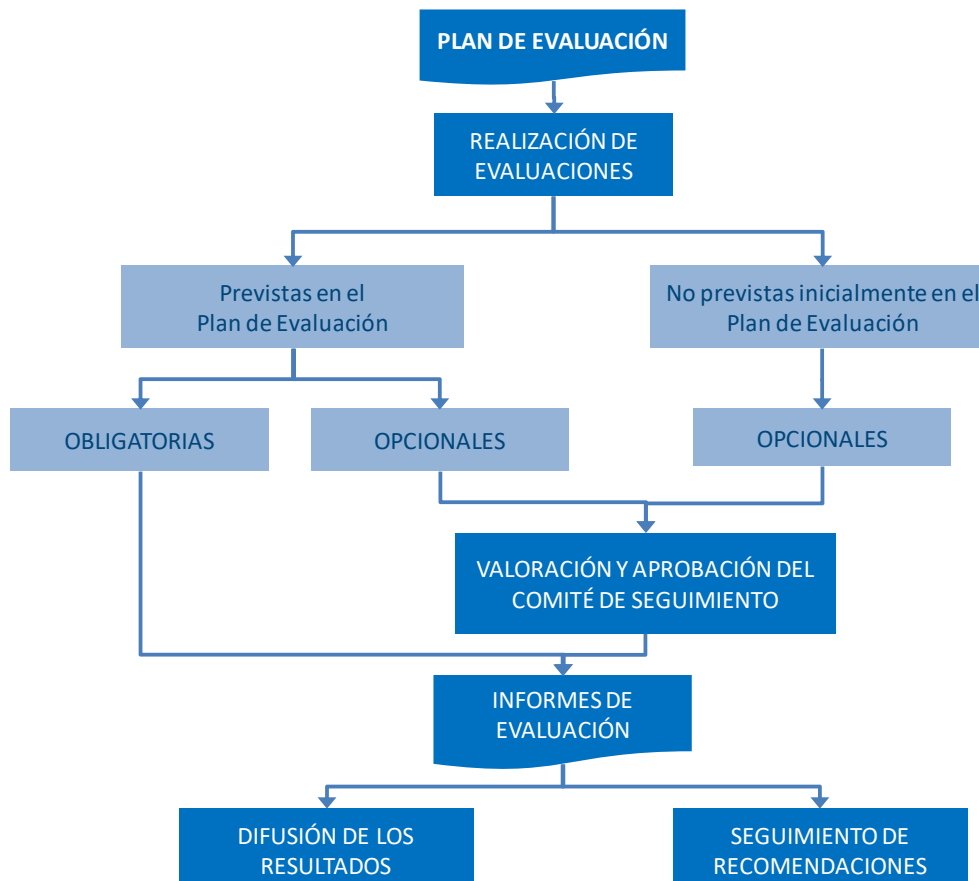 PLAN DE EVALUACIÓN
REALIZACIÓN DE
EVALUACIONES
Previstas en el
Plan de Evaluación
No previstas inicialmente en el
Plan de Evaluación
OBLIGATORIAS
OPCIONALES
OPCIONALES
VALORACIÓN Y APROBACIÓN DEL
COMITÉ DE SEGUIMIENTO
INFORMES DE
EVALUACIÓN
DIFUSIÓN DE LOS
RESULTADOS
SEGUIMIENTO DE
RECOMENDACIONES